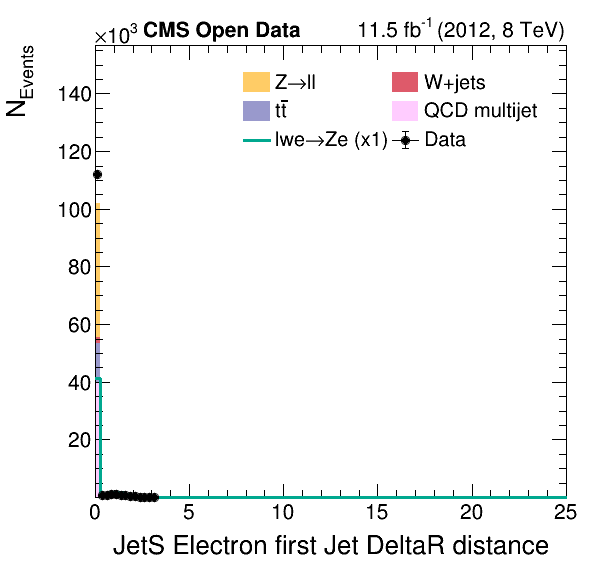 ×10³ CMS Open Data 11.5 fb⁻¹ (2012, 8 TeV)
N_Events
Z→ll W+jets
tt̄ QCD multijet
lwe→Ze (x1) Data
140
120
100
80
60
40
20
0 5 10 15 20 25
JetS Electron first Jet DeltaR distance